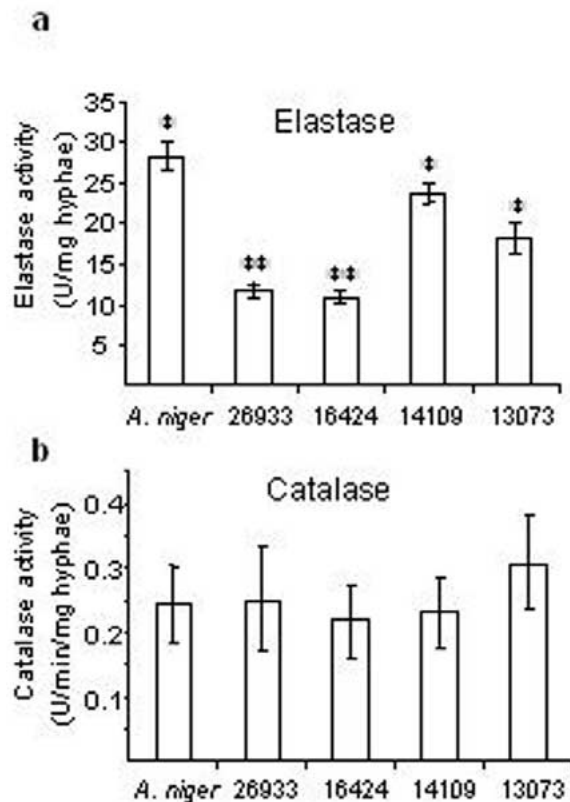 a
Elastase
Elastase activity
(U/mg hyphae)
35
30
25
20
15
10
5
‡
‡‡
‡‡
‡
‡
A. niger 26933 16424 14109 13073
b
Catalase
Catalase activity
(U/min/mg hyphae)
0.4
0.3
0.2
0.1
A. niger 26933 16424 14109 13073